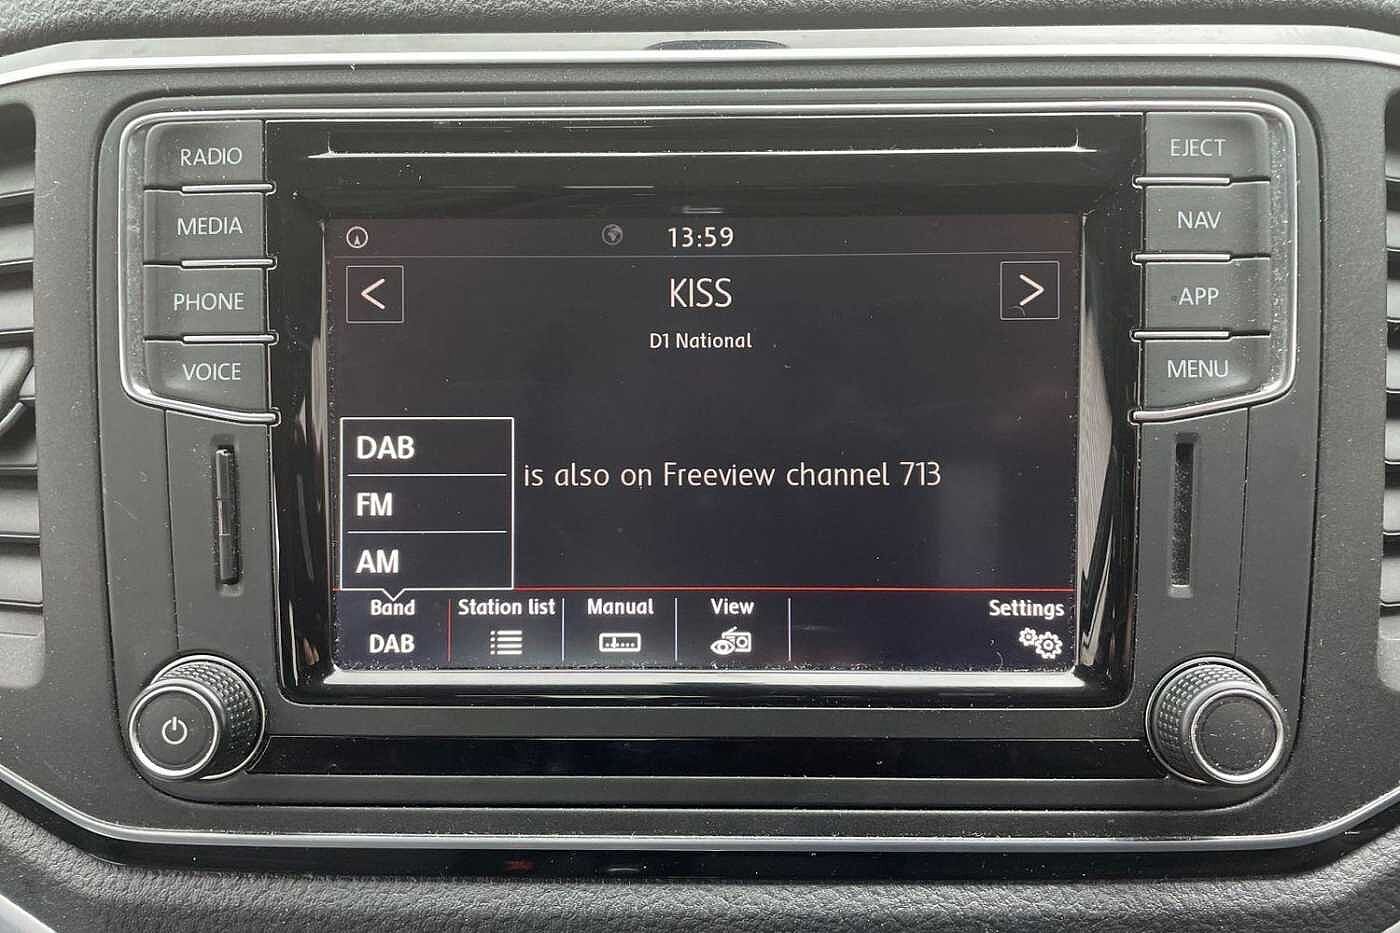 RADIO
MEDIA
PHONE
VOICE
EJECT
NAV
APP
MENU
13:59
<
KISS
>
D1 National
DAB
FM
AM
is also on Freeview channel 713
Band
DAB
Station list
Manual
View
Settings